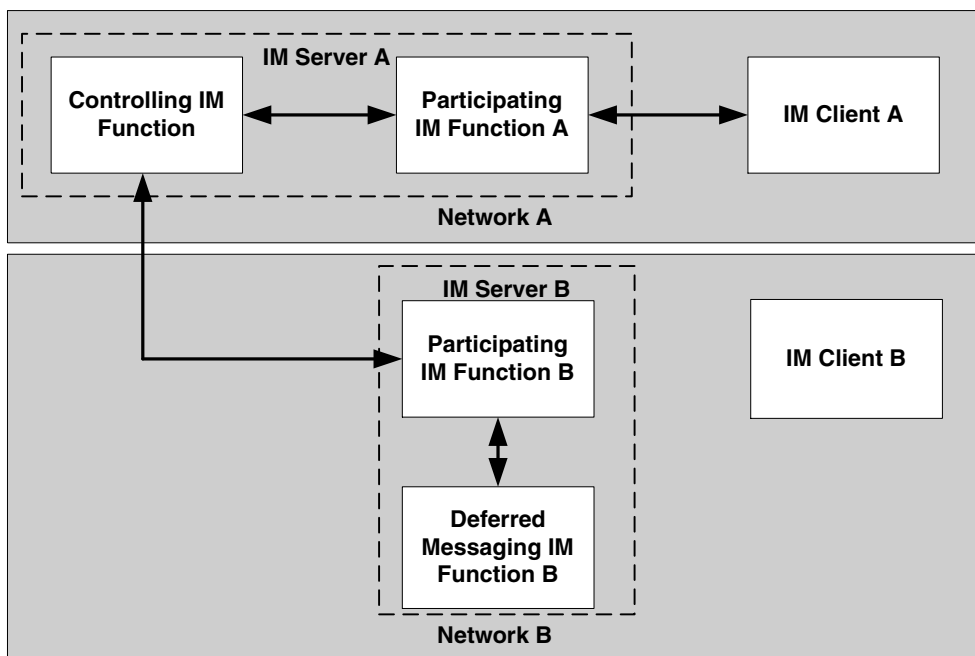 IM Server A
Controlling IM
Function
Participating
IM Function A
IM Client A
Network A
IM Server B
Participating
IM Function B
IM Client B
Deferred
Messaging IM
Function B
Network B